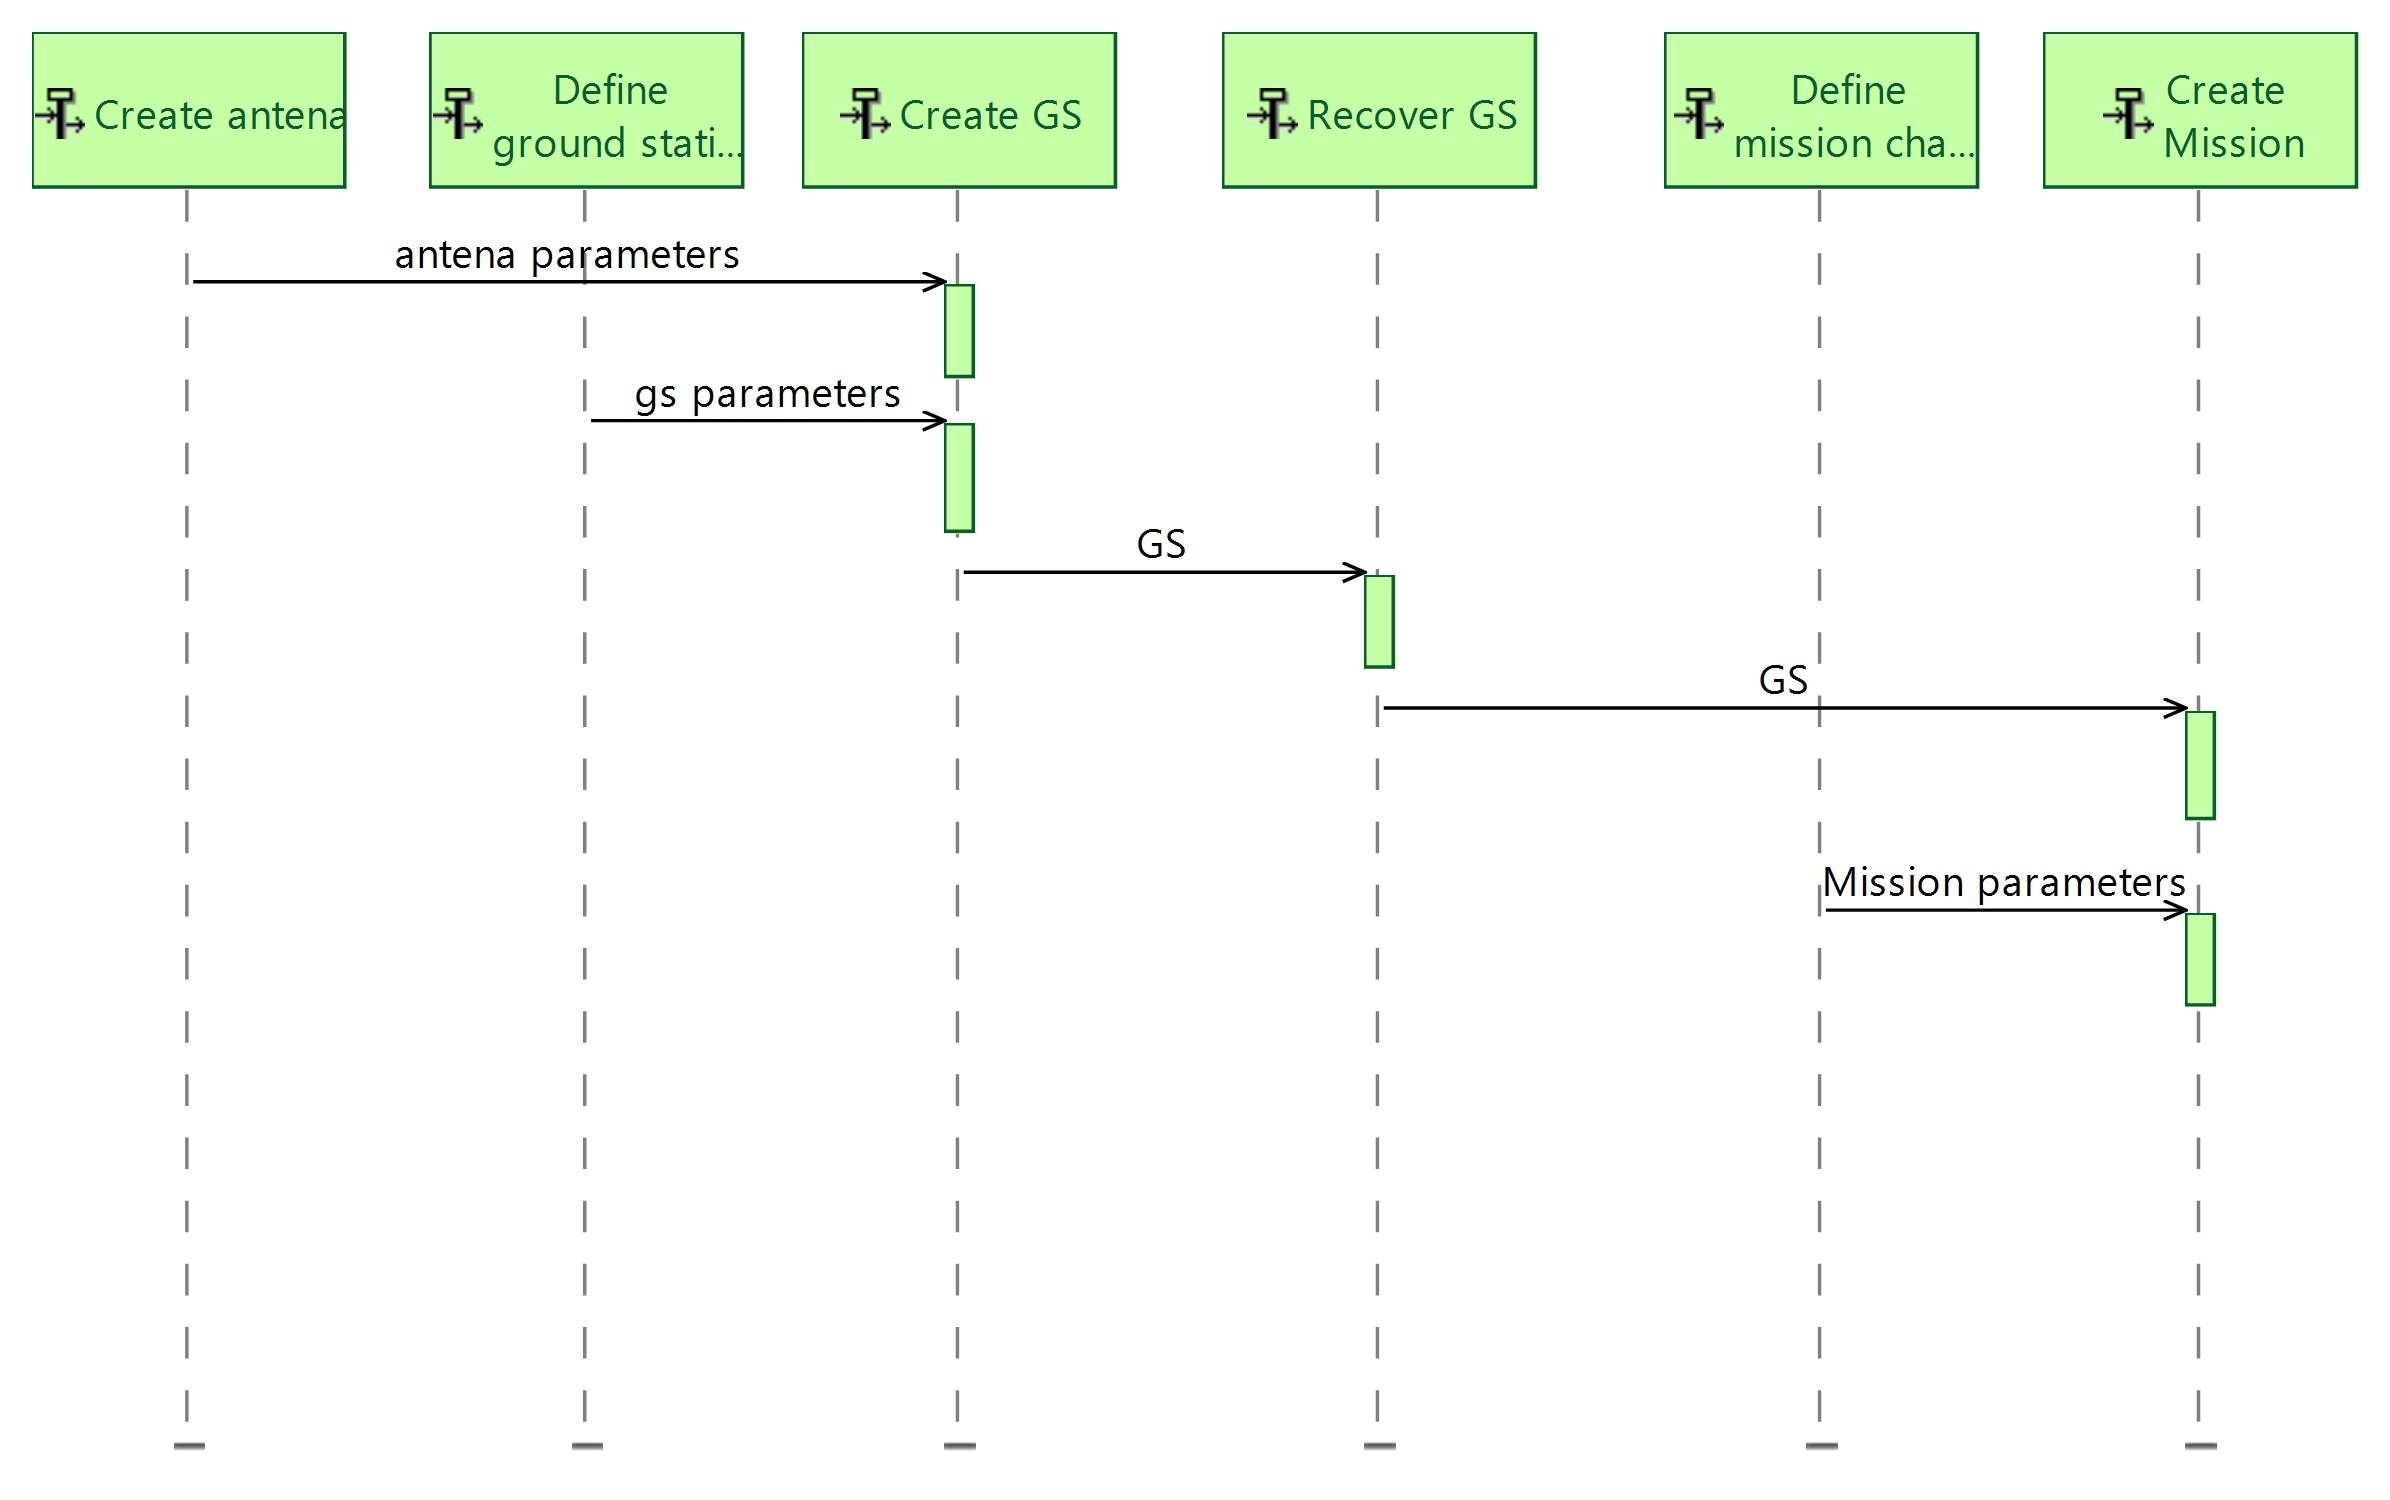 Create antena
Define
ground stati...
Create GS
Recover GS
Define
mission cha...
Create
Mission
antena parameters
gs parameters
GS
GS
Mission parameters